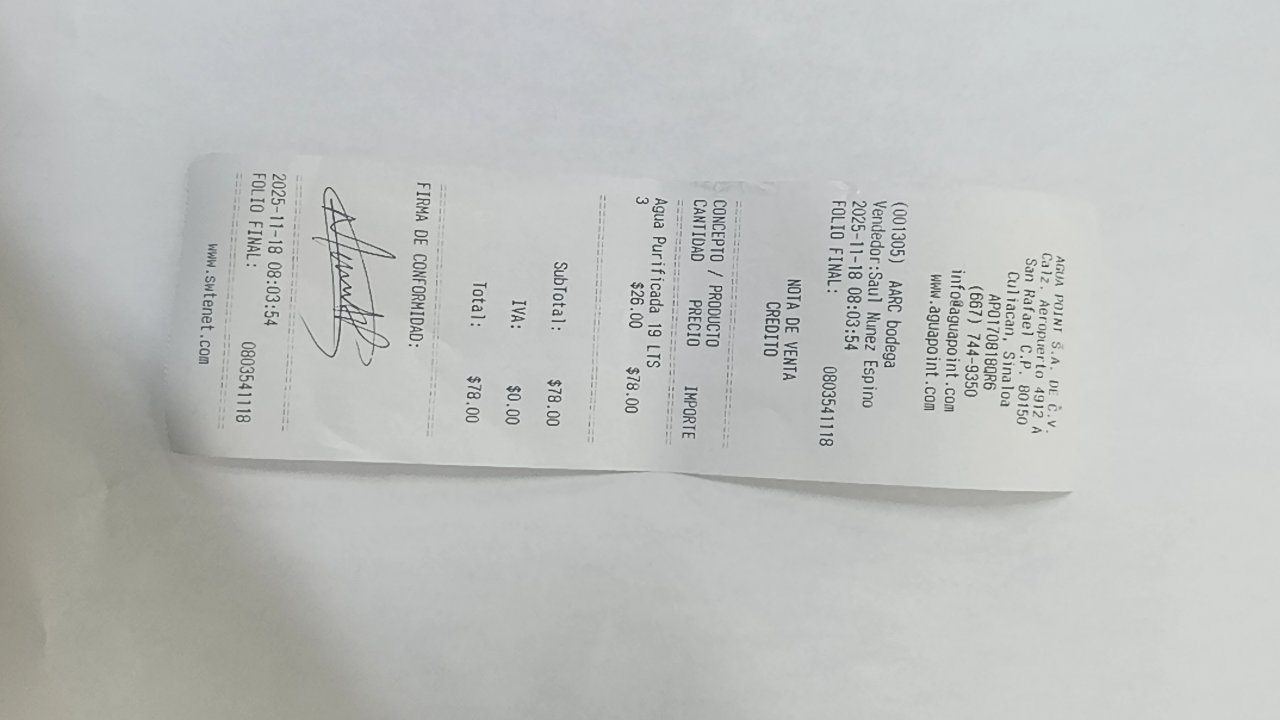 AGUA POINT S.A. DE C.V.
Calz. Aeropuerto 4912 A
San Rafael C.P. 80150
Culiacan, Sinaloa
APO170818QR6
(667) 744-9350
info@aguapoint.com
www.aguapoint.com
(001305) AARC bodega
Vendedor:Saul Nunez Espino
2025-11-18 08:03:54
FOLIO FINAL: 0803541118
NOTA DE VENTA
CREDITO
CONCEPTO / PRODUCTO
CANTIDAD PRECIO IMPORTE
Agua Purificada 19 LTS
3 $26.00 $78.00
SubTotal: $78.00
IVA: $0.00
Total: $78.00
FIRMA DE CONFORMIDAD:
2025-11-18 08:03:54
FOLIO FINAL: 0803541118
www.swtenet.com